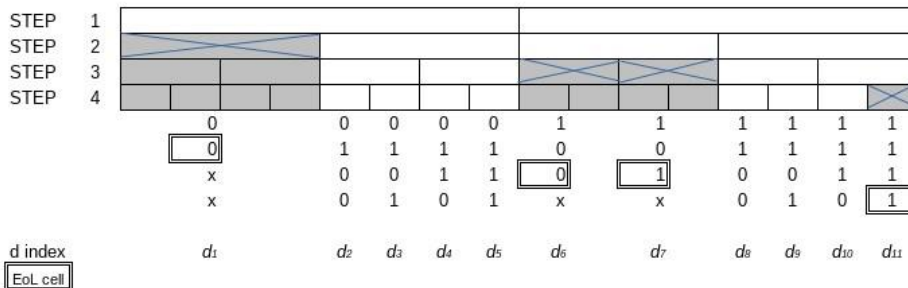 STEP 1
STEP 2
STEP 3
STEP 4
0 0 0 0 0 1 1 1 1 1 1
0 1 1 1 1 0 0 1 1 1 1
x 0 0 1 1 0 1 0 0 1 1
x 0 1 0 1 x x 0 1 0 1
d index d₁ d₂ d₃ d₄ d₅ d₆ d₇ d₈ d₉ d₁₀ d₁₁
EoL cell